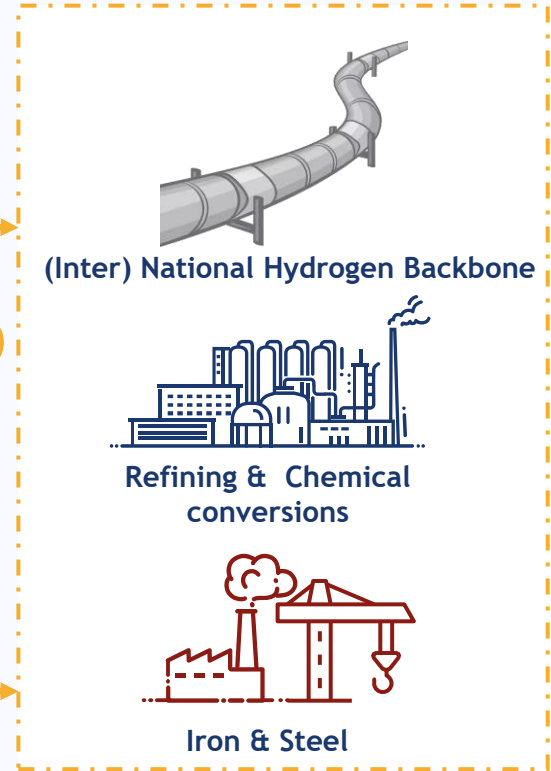 (Inter) National Hydrogen Backbone
Refining & Chemical
conversions
Iron & Steel